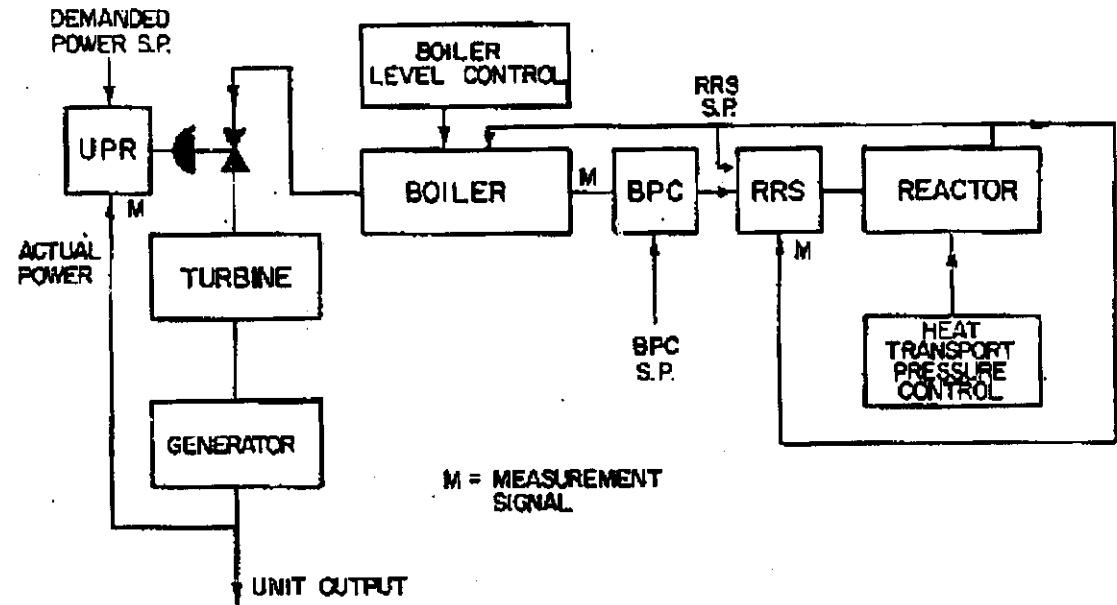 DEMANDED
POWER S.P.
BOILER
LEVEL CONTROL
RRS
S.P.
UPR
M
BOILER
M
BPC
RRS
REACTOR
M
ACTUAL
POWER
TURBINE
BPC
S.P.
HEAT
TRANSPORT
PRESSURE
CONTROL
GENERATOR
M = MEASUREMENT
SIGNAL
UNIT OUTPUT